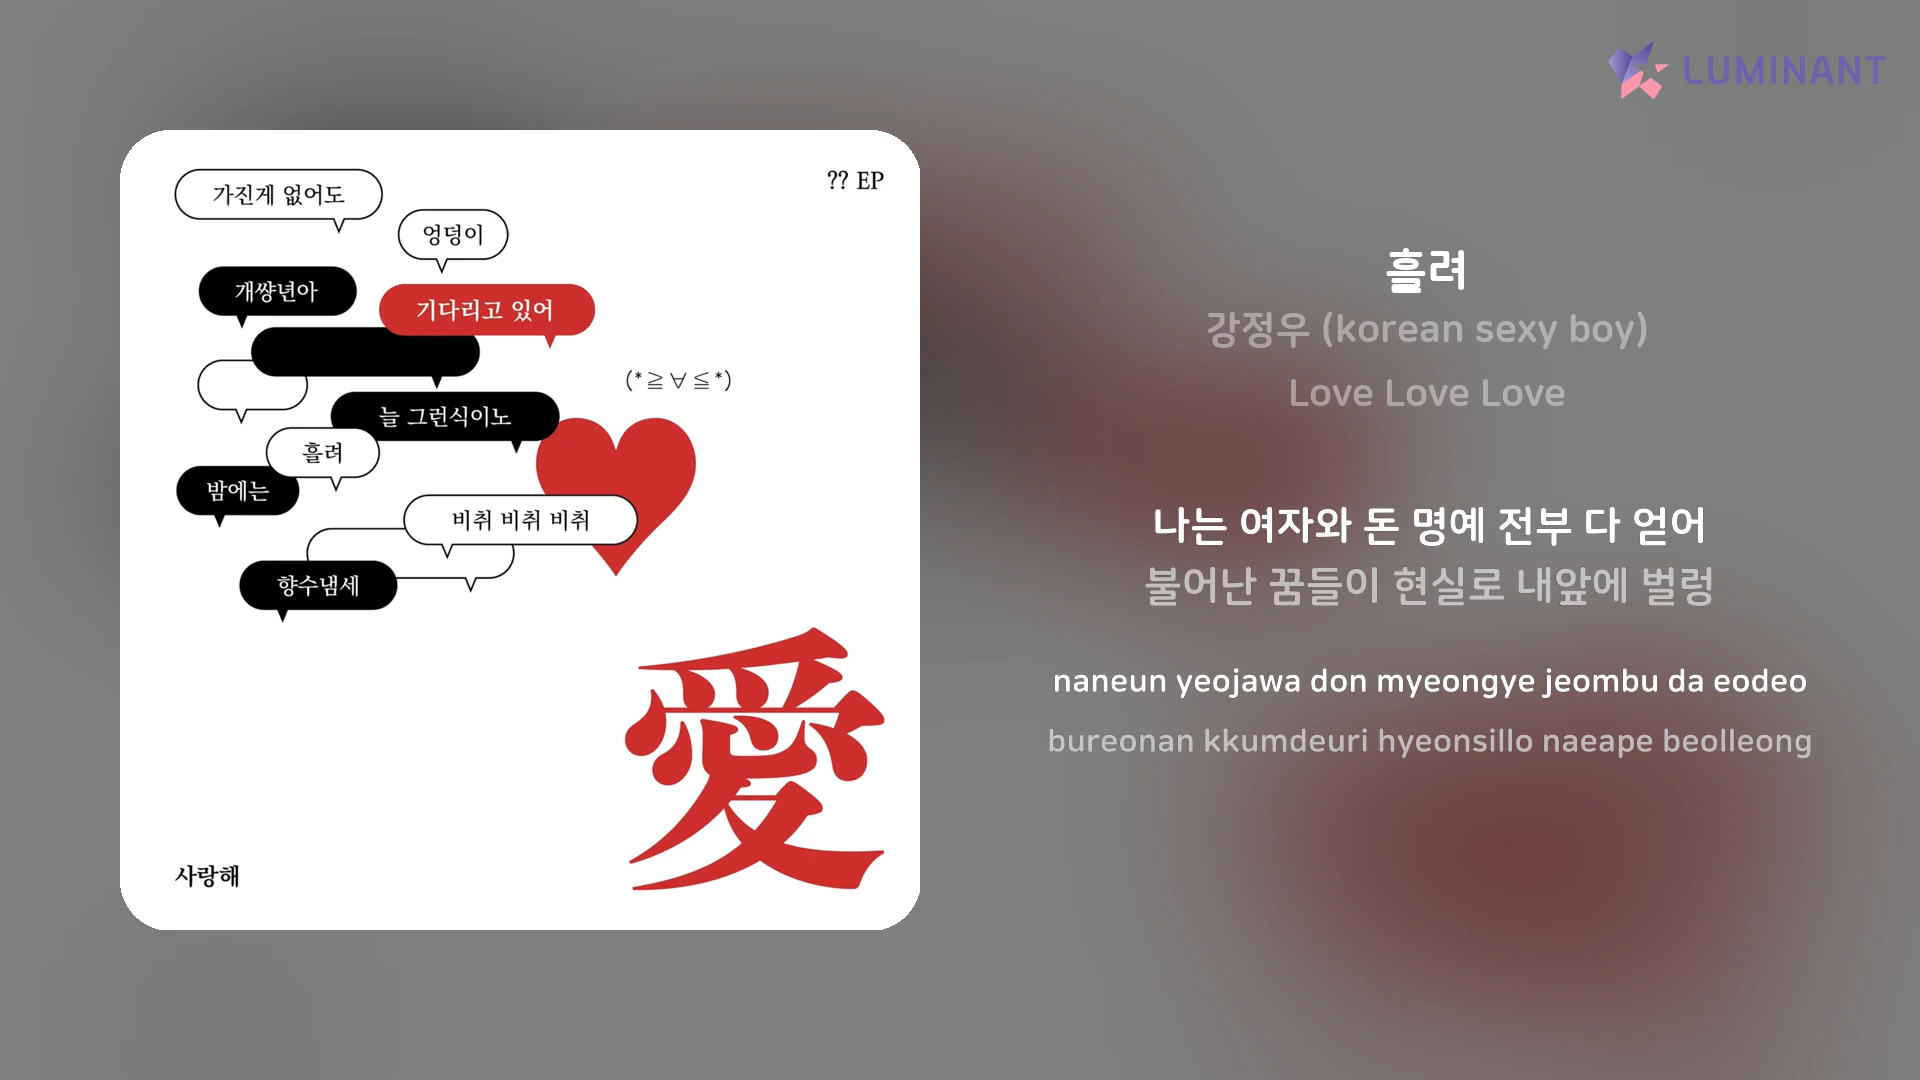 가진게 없어도
?? EP
엉덩이
개썅년아
기다리고 있어
(*≧∀≦*)
늘 그런식이노
흘려
밤에는
비취 비취 비취
향수냄세
愛
사랑해
LUMINANT
흘려
강정우 (korean sexy boy)
Love Love Love
나는 여자와 돈 명예 전부 다 얻어
불어난 꿈들이 현실로 내앞에 벌렁
naneun yeojawa don myeongye jeombu da eodeo
bureonan kkumdeuri hyeonsillo naeape beolleong